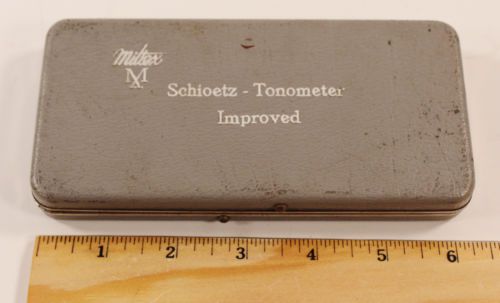 Miltex
M
Schioetz - Tonometer
Improved
1 2 3 4 5 6